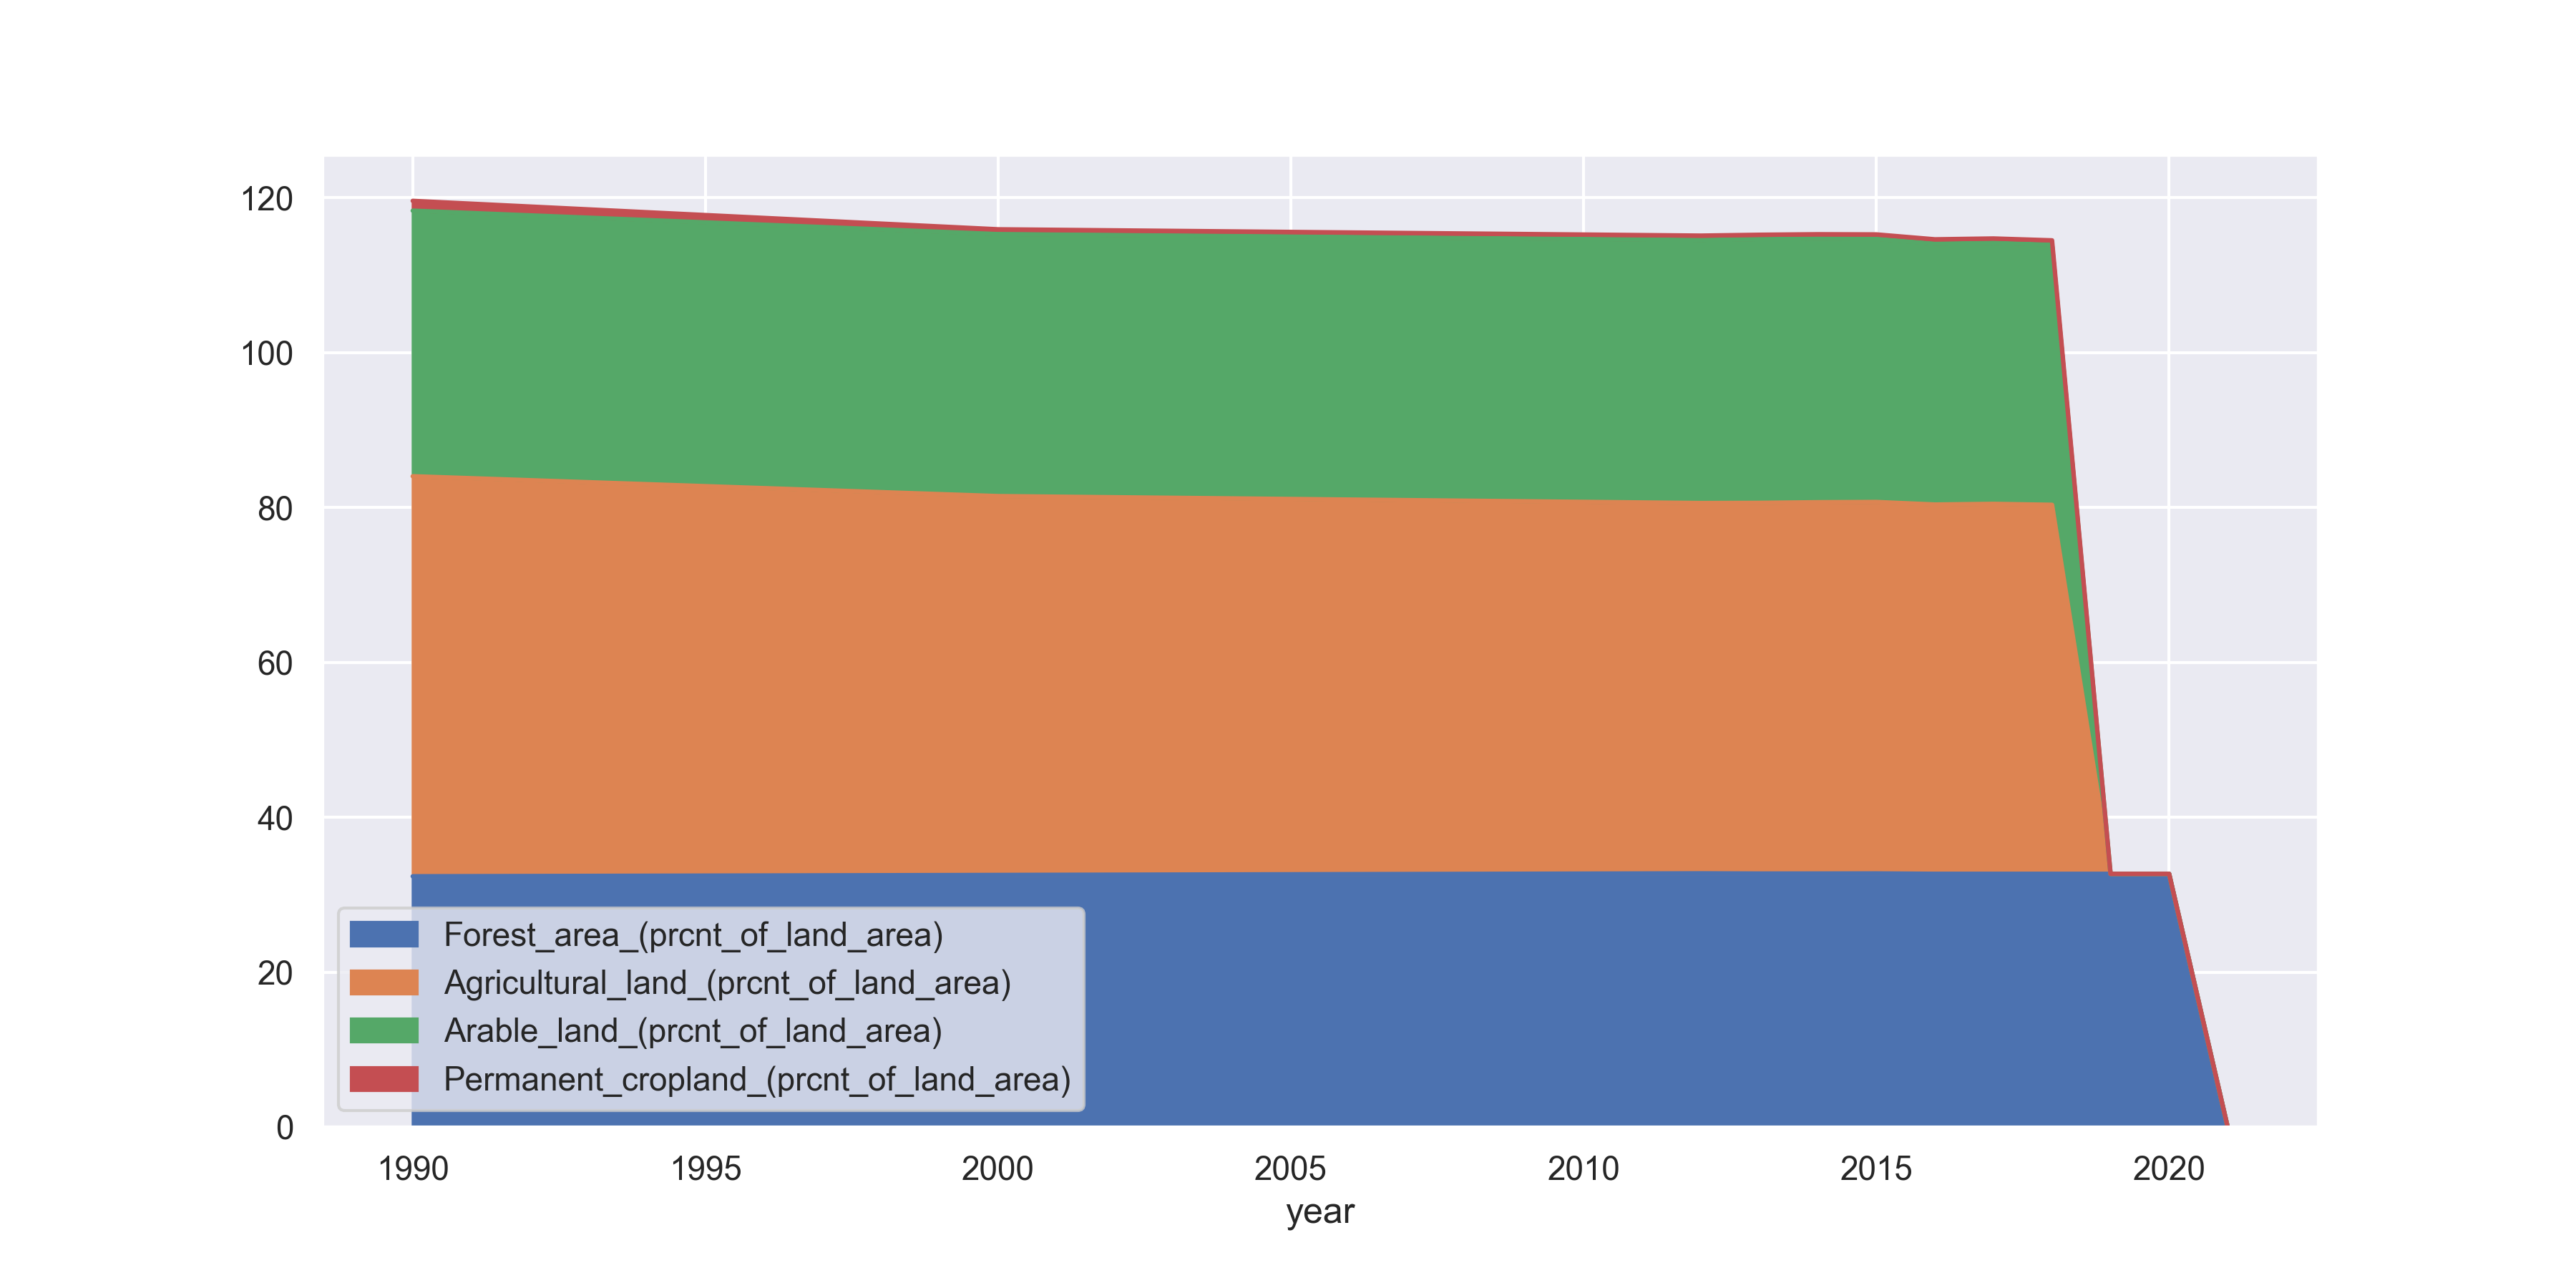 120
100
80
60
40
20
0
Forest_area_(prcnt_of_land_area)
Agricultural_land_(prcnt_of_land_area)
Arable_land_(prcnt_of_land_area)
Permanent_cropland_(prcnt_of_land_area)
1990 1995 2000 2005 2010 2015 2020
year